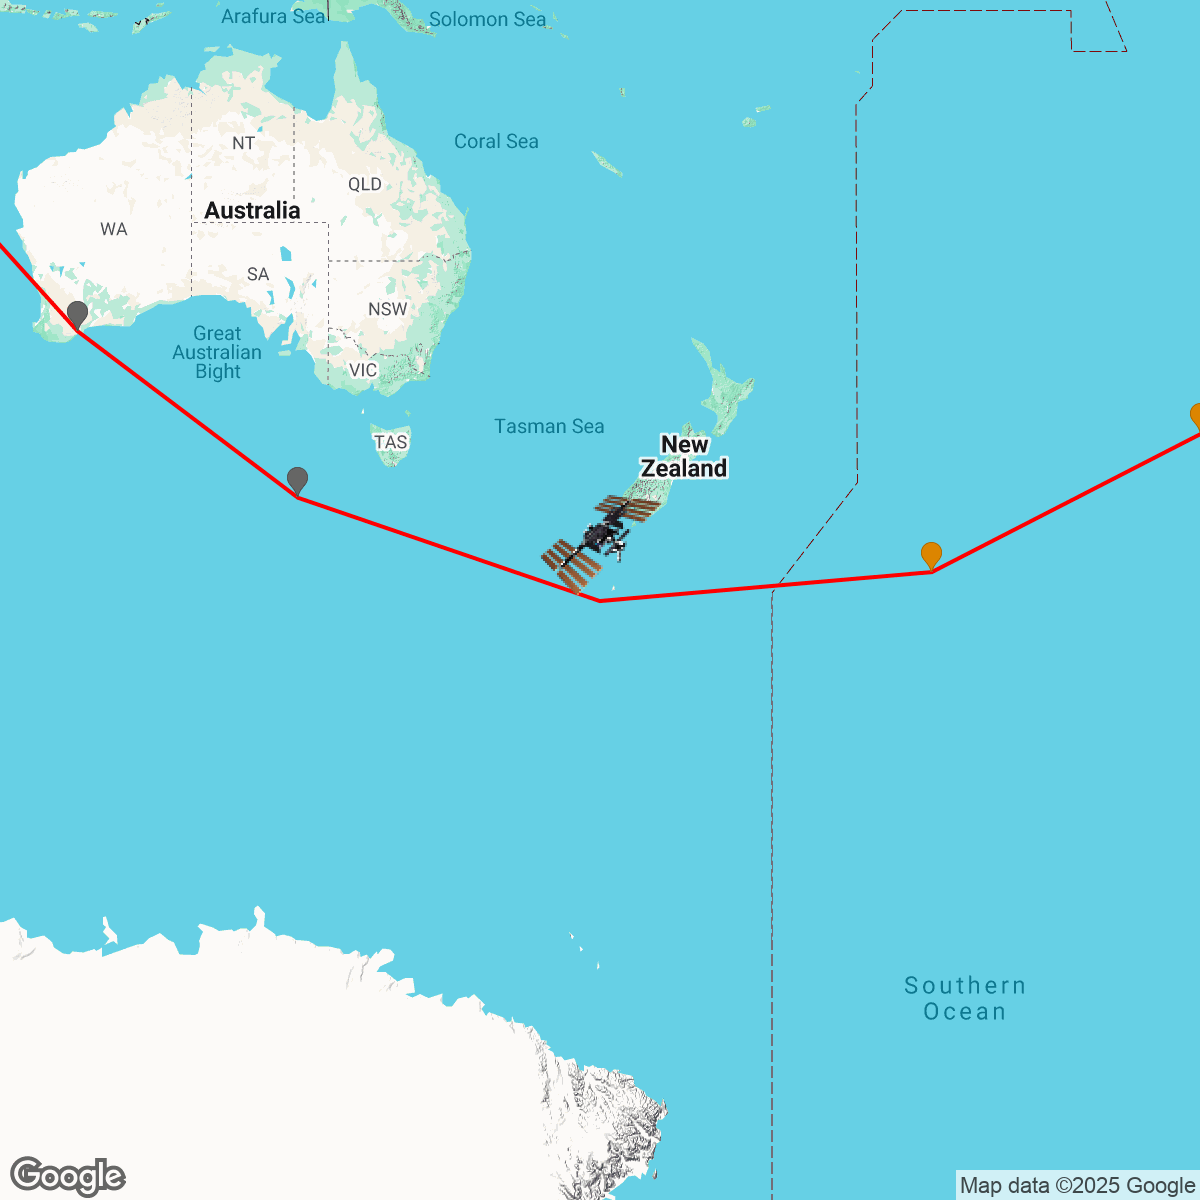 Arafura Sea
Solomon Sea
Coral Sea
NT
QLD
Australia
WA
SA
NSW
Great
Australian
Bight
VIC
TAS
Tasman Sea
New
Zealand
Southern
Ocean
Google
Map data ©2025 Google